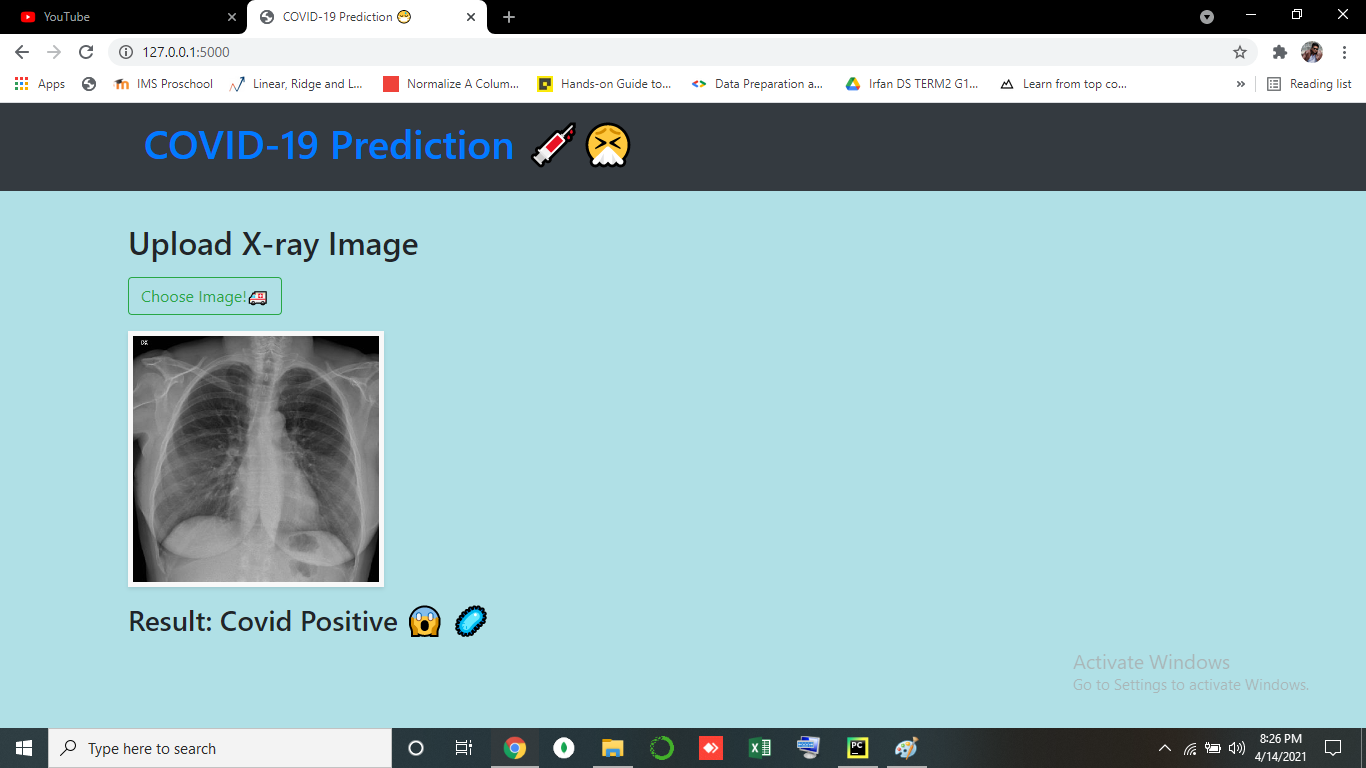 YouTube
COVID-19 Prediction 😷
127.0.0.1:5000
Apps
IMS Proschool
Linear, Ridge and L...
Normalize A Colum...
Hands-on Guide to...
Data Preparation a...
Irfan DS TERM2 G1...
Learn from top co...
»
Reading list
COVID-19 Prediction 💉 😷
Upload X-ray Image
Choose Image!🚑
Result: Covid Positive 😱 🦠
Activate Windows
Go to Settings to activate Windows.
Type here to search
PC
8:26 PM
4/14/2021